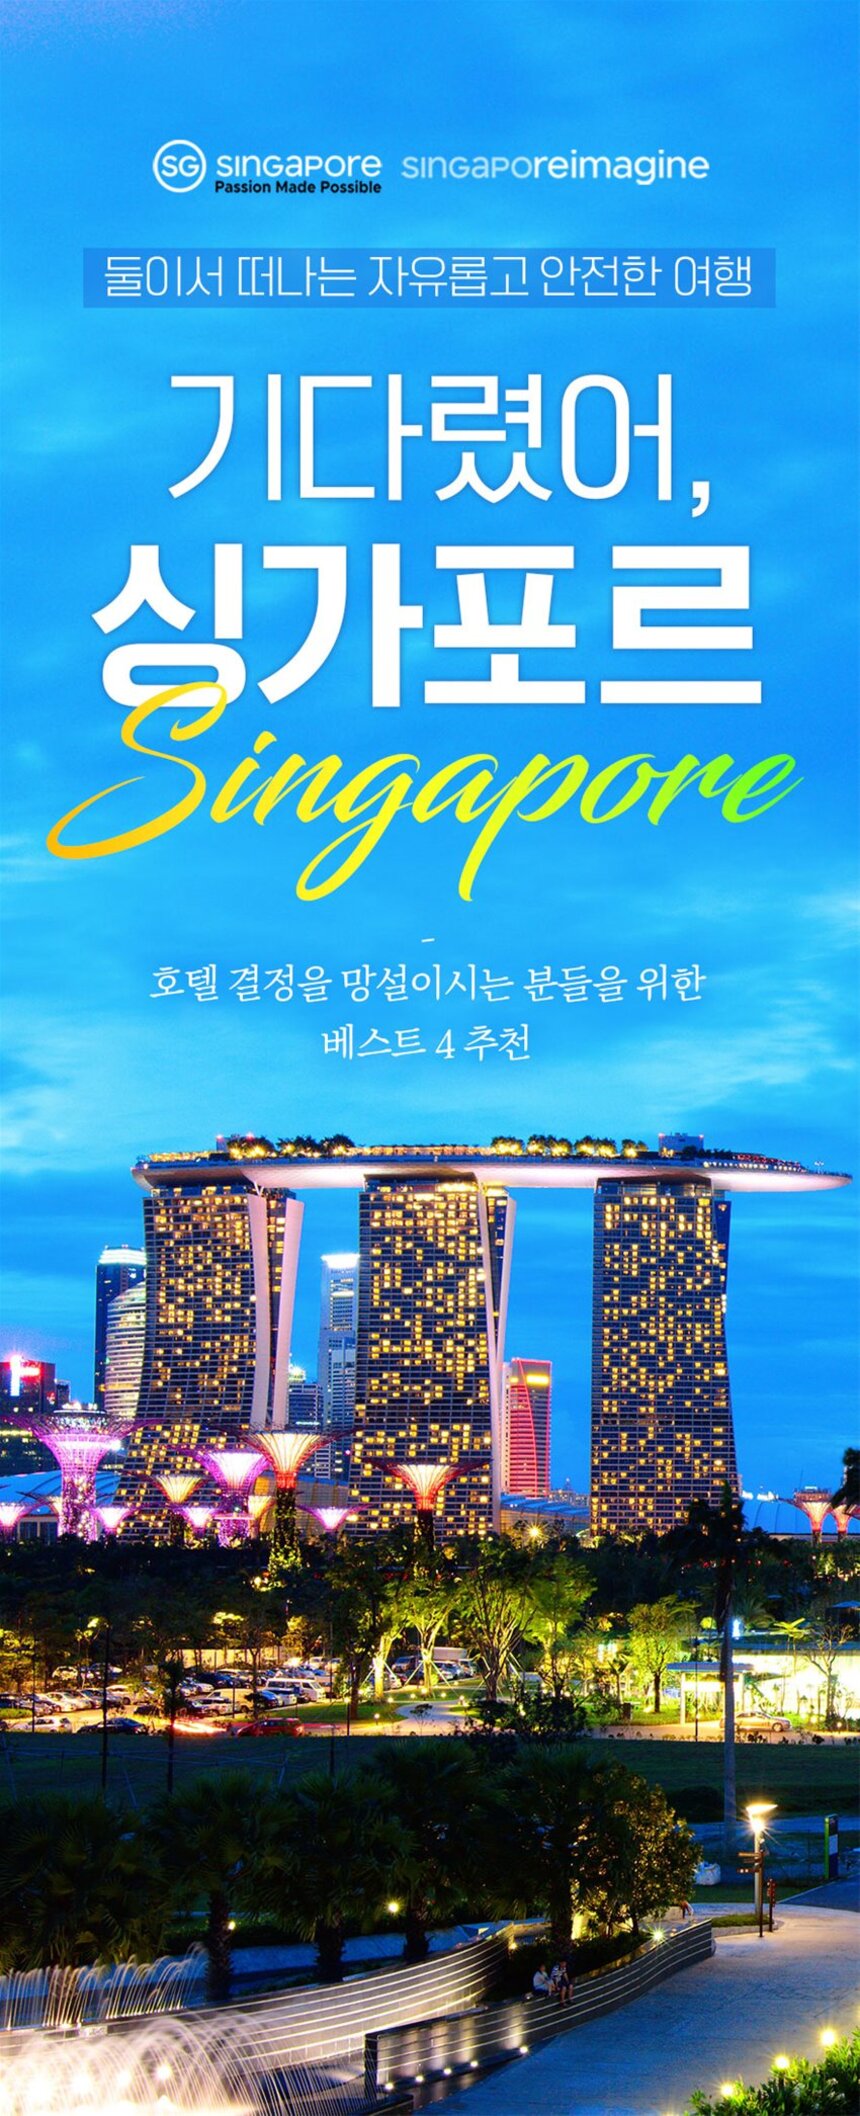 SG SINGAPORE SINGAPOREimagine
Passion Made Possible
둘이서 떠나는 자유롭고 안전한 여행
기다렸어,
싱가포르
Singapore
호텔 결정을 망설이시는 분들을 위한
베스트 4 추천